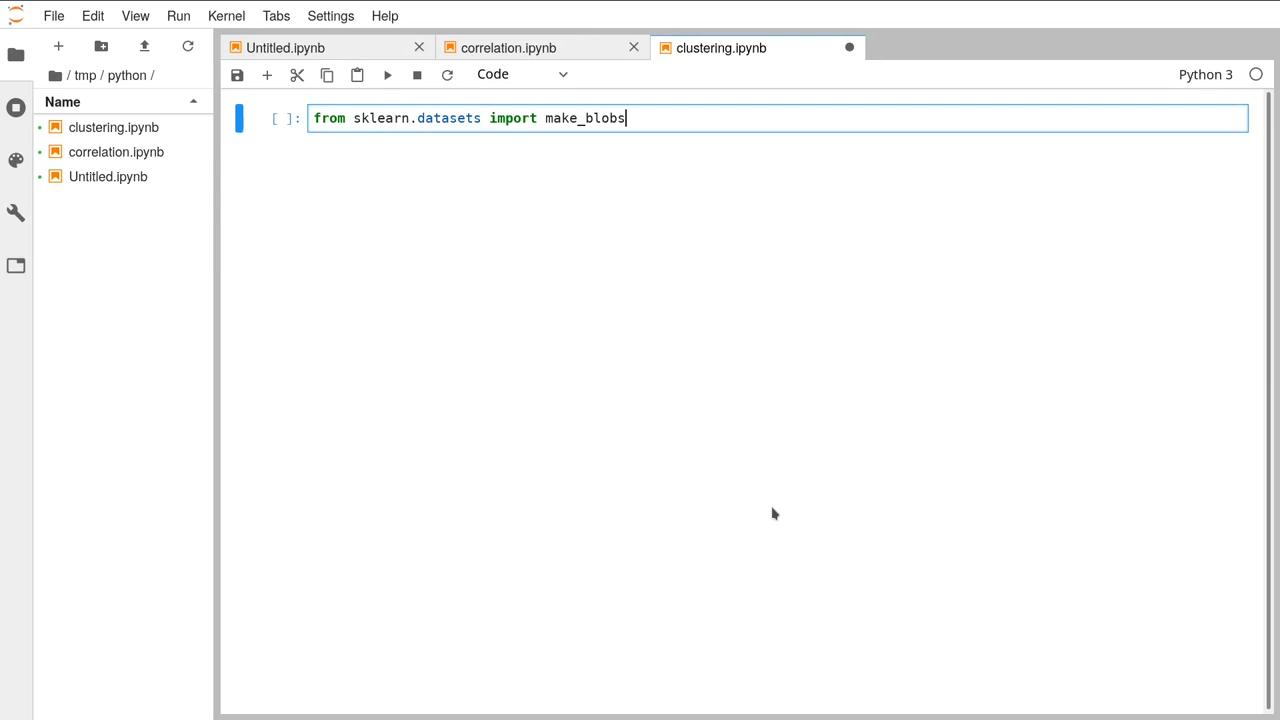 File Edit View Run Kernel Tabs Settings Help
/ tmp / python /
Name
clustering.ipynb
correlation.ipynb
Untitled.ipynb
Untitled.ipynb correlation.ipynb clustering.ipynb
Code Python 3
[ ]: from sklearn.datasets import make_blobs